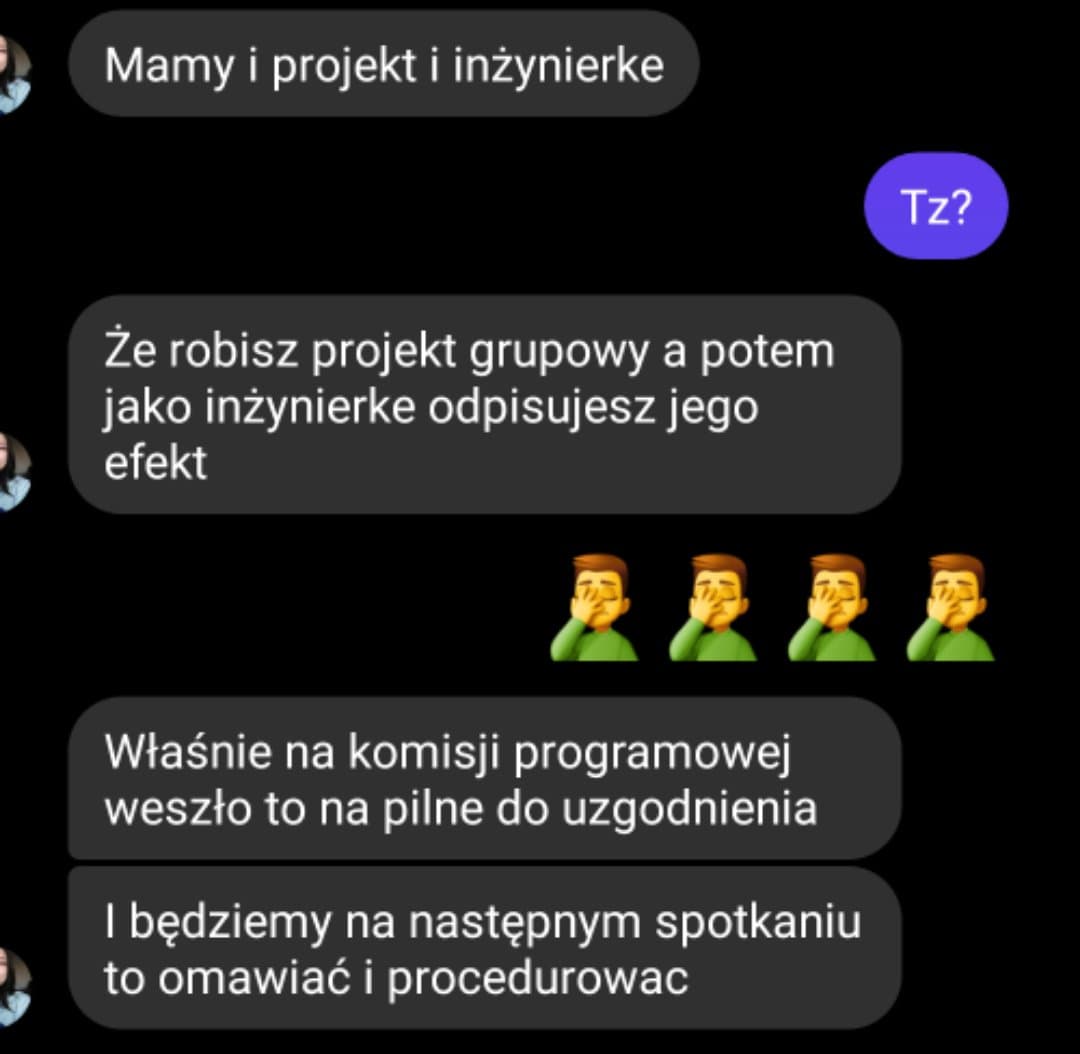 Mamy i projekt i inżynierke
Tz?
Że robisz projekt grupowy a potem
jako inżynierke odpisujesz jego
efekt
🤦‍♂️ 🤦‍♂️ 🤦‍♂️ 🤦‍♂️
Właśnie na komisji programowej
weszło to na pilne do uzgodnienia
I będziemy na następnym spotkaniu
to omawiać i procedurowac